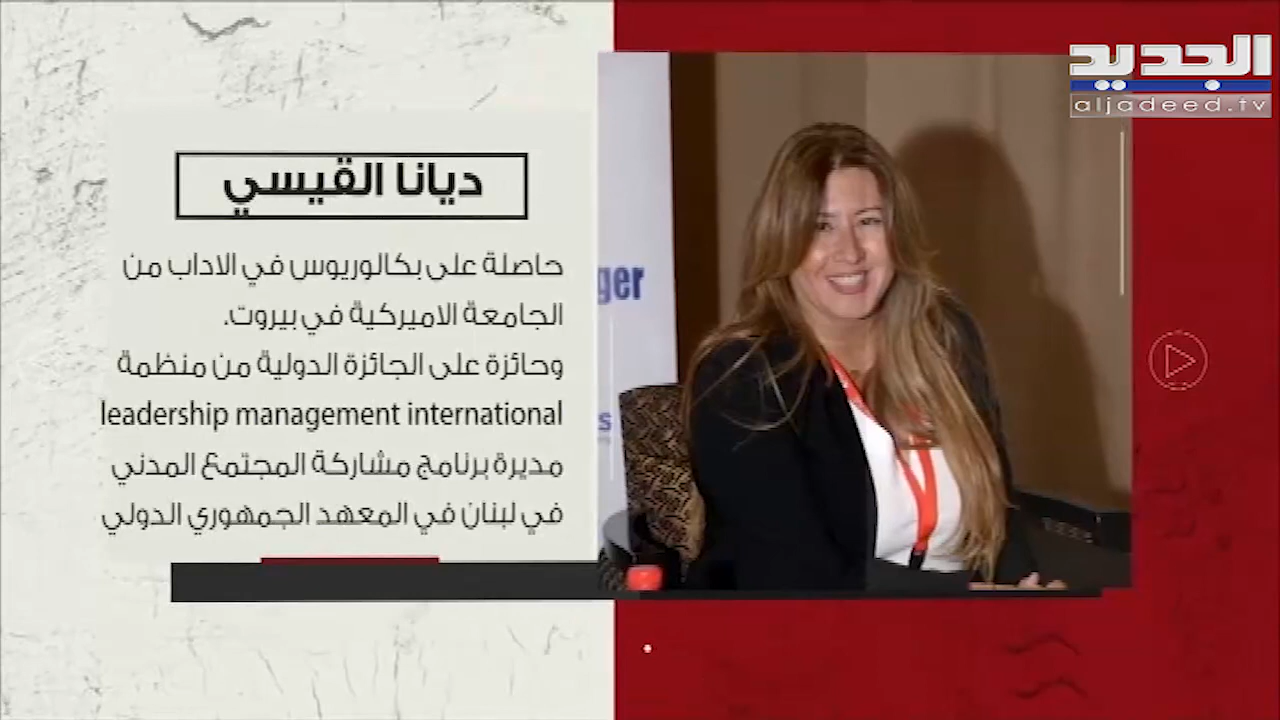 الجديد
aljadeed.tv
ديانا القيسي
حاصلة على بكالوريوس في الاداب من
الجامعة الاميركية في بيروت.
وحائزة على الجائزة الدولية من منظمة
leadership management international
مديرة برنامج مشاركة المجتمع المدني
في لبنان في المعهد الجمهوري الدولي
ger
s